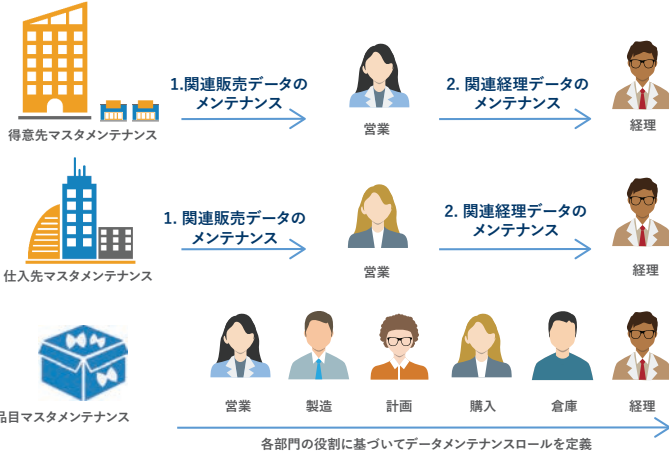 1.関連販売データの
メンテナンス
2. 関連経理データの
メンテナンス
得意先マスタメンテナンス
営業
経理
1. 関連販売データの
メンテナンス
2. 関連経理データの
メンテナンス
仕入先マスタメンテナンス
営業
経理
品目マスタメンテナンス
営業
製造
計画
購入
倉庫
経理
各部門の役割に基づいてデータメンテナンスロールを定義